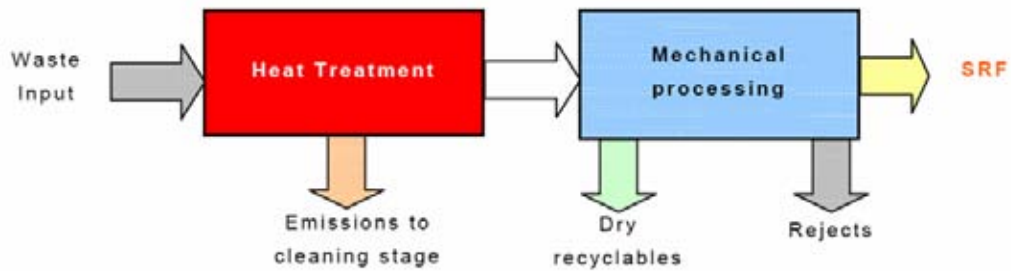 Waste
Input
Heat Treatment
Mechanical
processing
SRF
Emissions to
cleaning stage
Dry
recyclables
Rejects